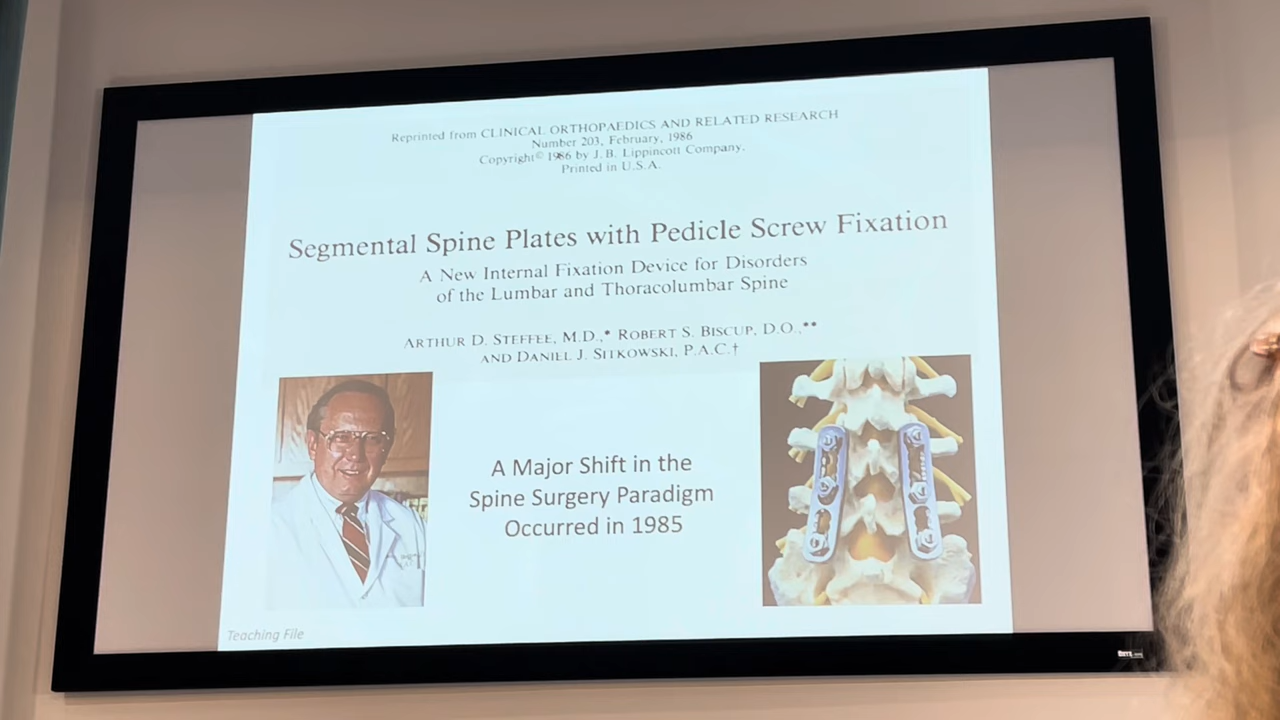 Reprinted from CLINICAL ORTHOPAEDICS AND RELATED RESEARCH
Number 203, February, 1986
Copyright© 1986 by J. B. Lippincott Company.
Printed in U.S.A.
Segmental Spine Plates with Pedicle Screw Fixation
A New Internal Fixation Device for Disorders
of the Lumbar and Thoracolumbar Spine
ARTHUR D. STEFFEE, M.D.,* ROBERT S. BISCUP, D.O.,**
AND DANIEL J. SITKOWSKI, P.A.C.†
A Major Shift in the
Spine Surgery Paradigm
Occurred in 1985
Teaching File